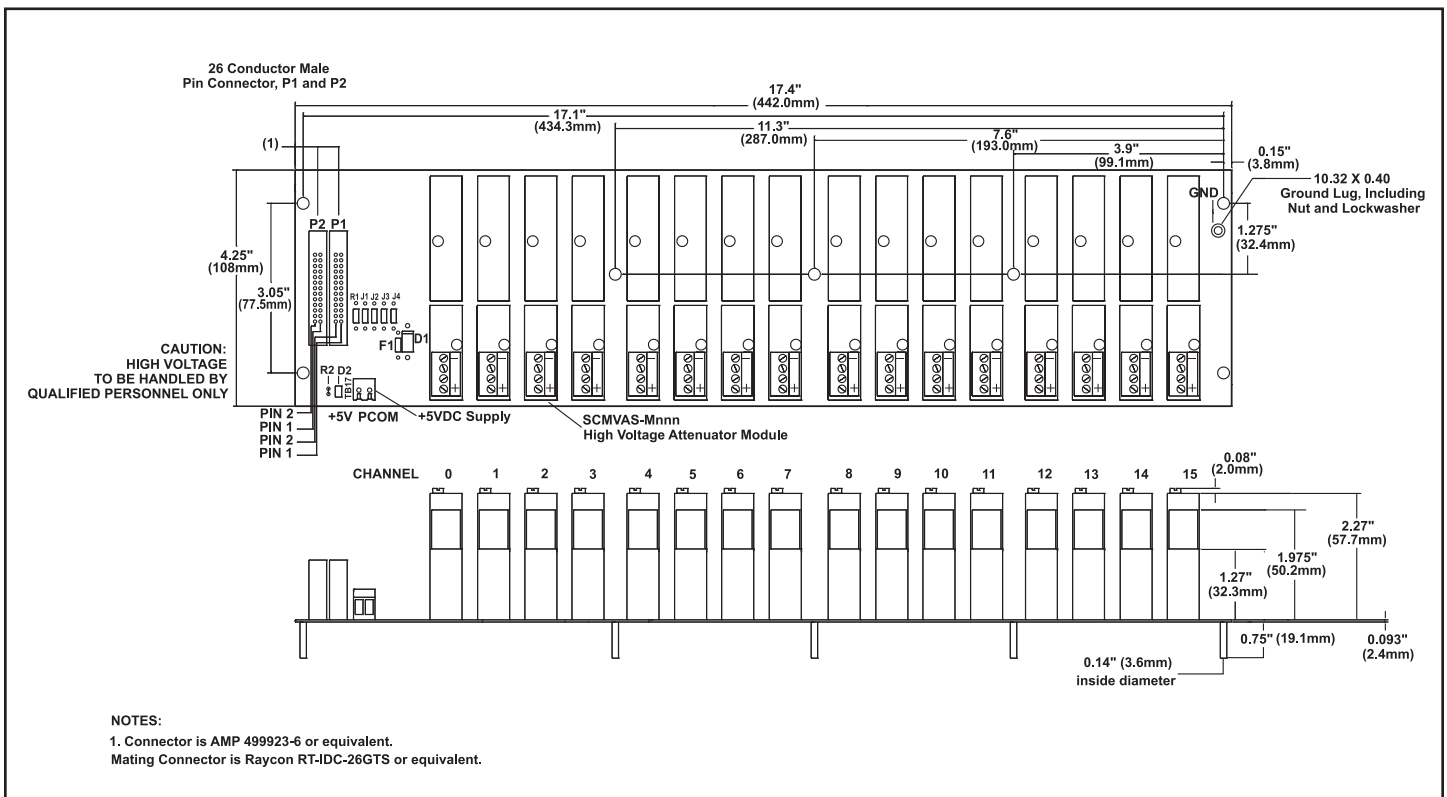 26 Conductor Male
Pin Connector, P1 and P2
17.4"
(442.0mm)
17.1"
(434.3mm)
11.3"
(287.0mm)
7.6"
(193.0mm)
3.9"
(99.1mm)
0.15"
(3.8mm)
(1)
10.32 X 0.40
Ground Lug, Including
Nut and Lockwasher
GND
P2 P1
1.275"
(32.4mm)
4.25"
(108mm)
3.05"
(77.5mm)
R1 J1 J2 J3 J4
F1
D1
CAUTION:
HIGH VOLTAGE
TO BE HANDLED BY
QUALIFIED PERSONNEL ONLY
R2 D2
TB17
+ + + + + + + + + + + + + + + +
PIN 2
PIN 1
PIN 2
PIN 1
+5V PCOM
+5VDC Supply
SCMVAS-Mnnn
High Voltage Attenuator Module
CHANNEL 0 1 2 3 4 5 6 7 8 9 10 11 12 13 14 15
0.08"
(2.0mm)
2.27"
(57.7mm)
1.975"
(50.2mm)
1.27"
(32.3mm)
0.75" (19.1mm)
0.093"
(2.4mm)
0.14" (3.6mm)
inside diameter
NOTES:
1. Connector is AMP 499923-6 or equivalent.
Mating Connector is Raycon RT-IDC-26GTS or equivalent.